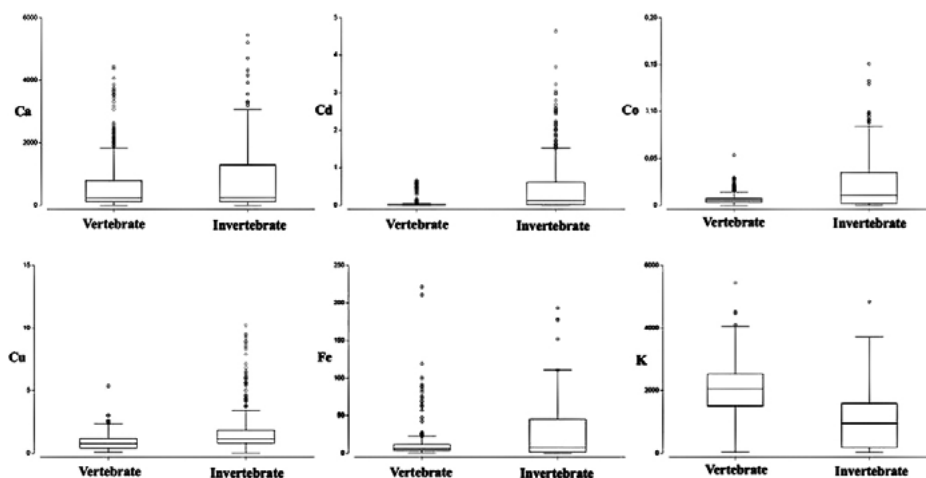 6000
4000
2000
0
Ca
Vertebrate
Invertebrate
5
4
3
2
1
0
Cd
Vertebrate
Invertebrate
0,20
0,15
0,10
0,05
0
Co
Vertebrate
Invertebrate
15
10
5
0
Cu
Vertebrate
Invertebrate
250
200
150
100
50
0
Fe
Vertebrate
Invertebrate
6000
4000
2000
0
K
Vertebrate
Invertebrate